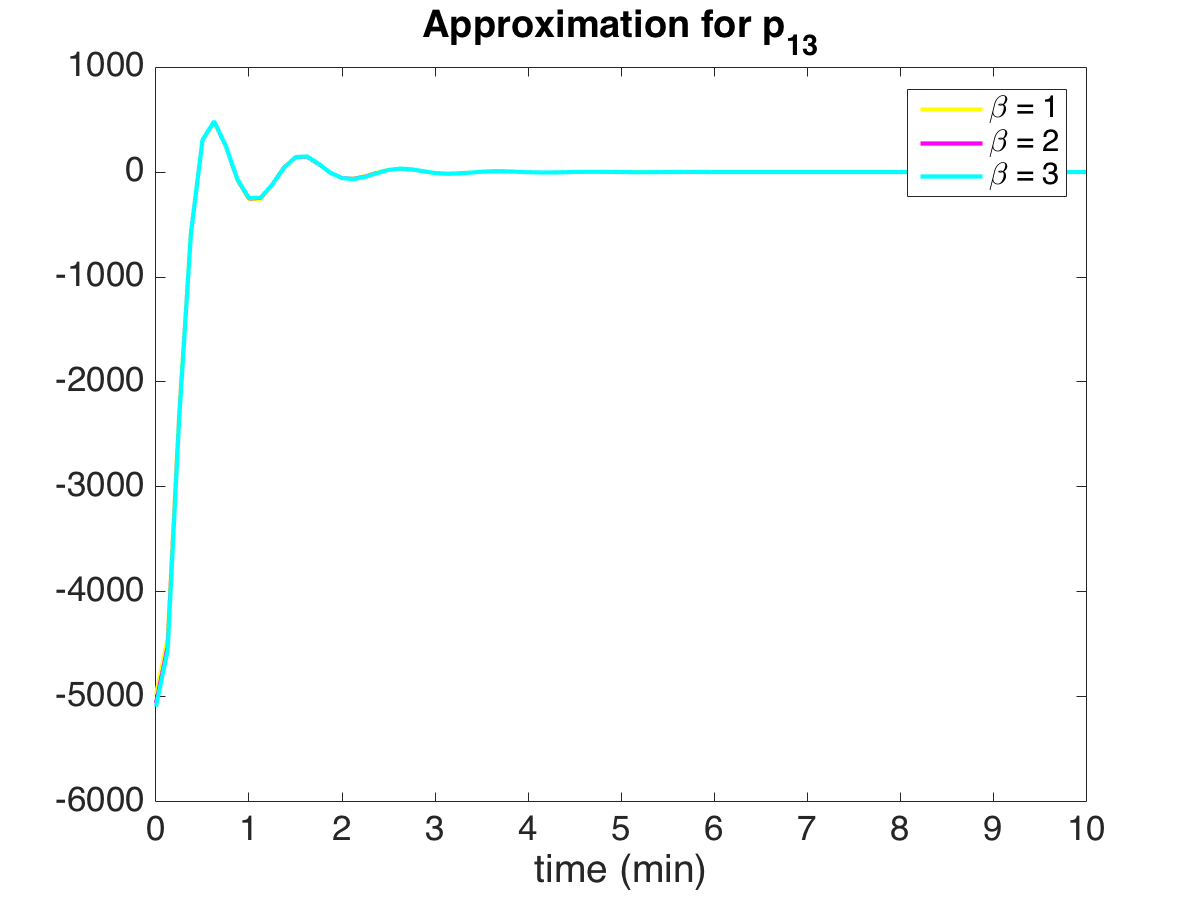 Approximation for p13
1000
0
-1000
-2000
-3000
-4000
-5000
-6000
β = 1
β = 2
β = 3
0 1 2 3 4 5 6 7 8 9 10
time (min)